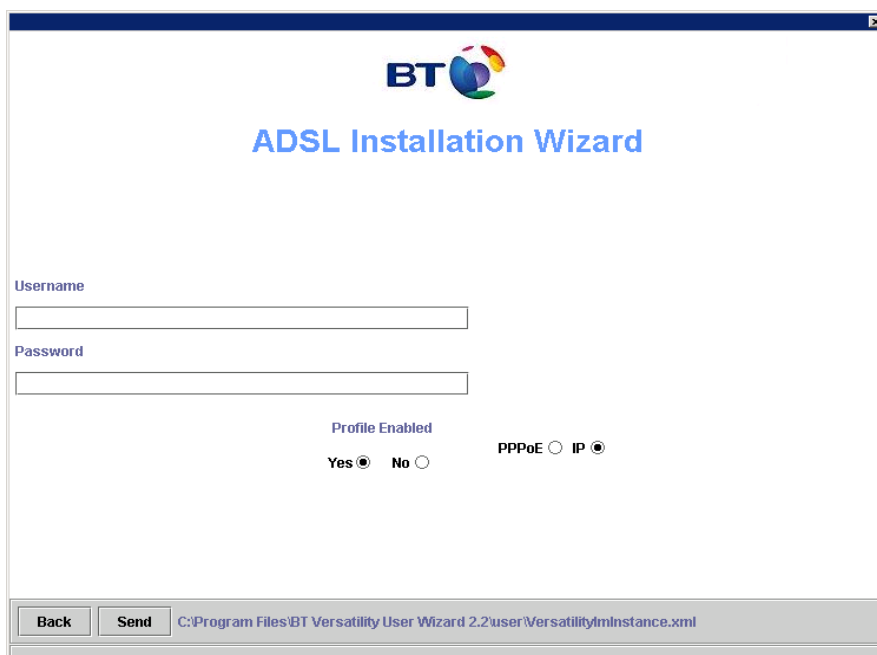 BT
ADSL Installation Wizard
Username
Password
Profile Enabled
PPPoE IP
Yes No
Back Send C:\Program Files\BT Versatility User Wizard 2.2\user\VersatilityImInstance.xml